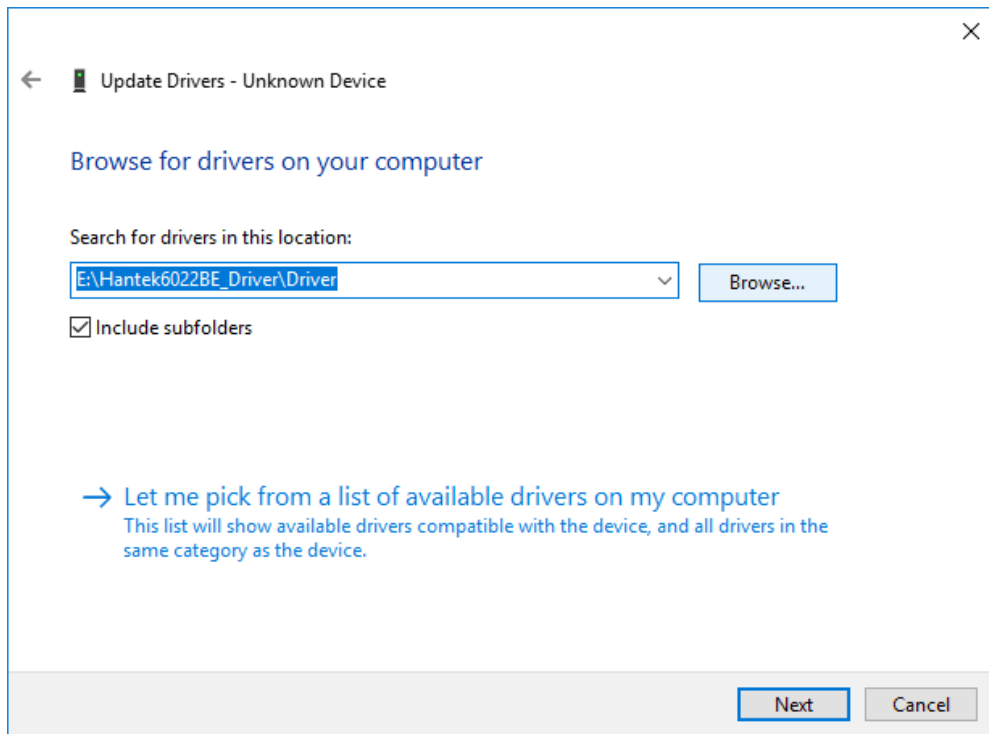 Update Drivers - Unknown Device
Browse for drivers on your computer
Search for drivers in this location:
E:\Hantek6022BE_Driver\Driver
Browse...
Include subfolders
Let me pick from a list of available drivers on my computer
This list will show available drivers compatible with the device, and all drivers in the
same category as the device.
Next
Cancel